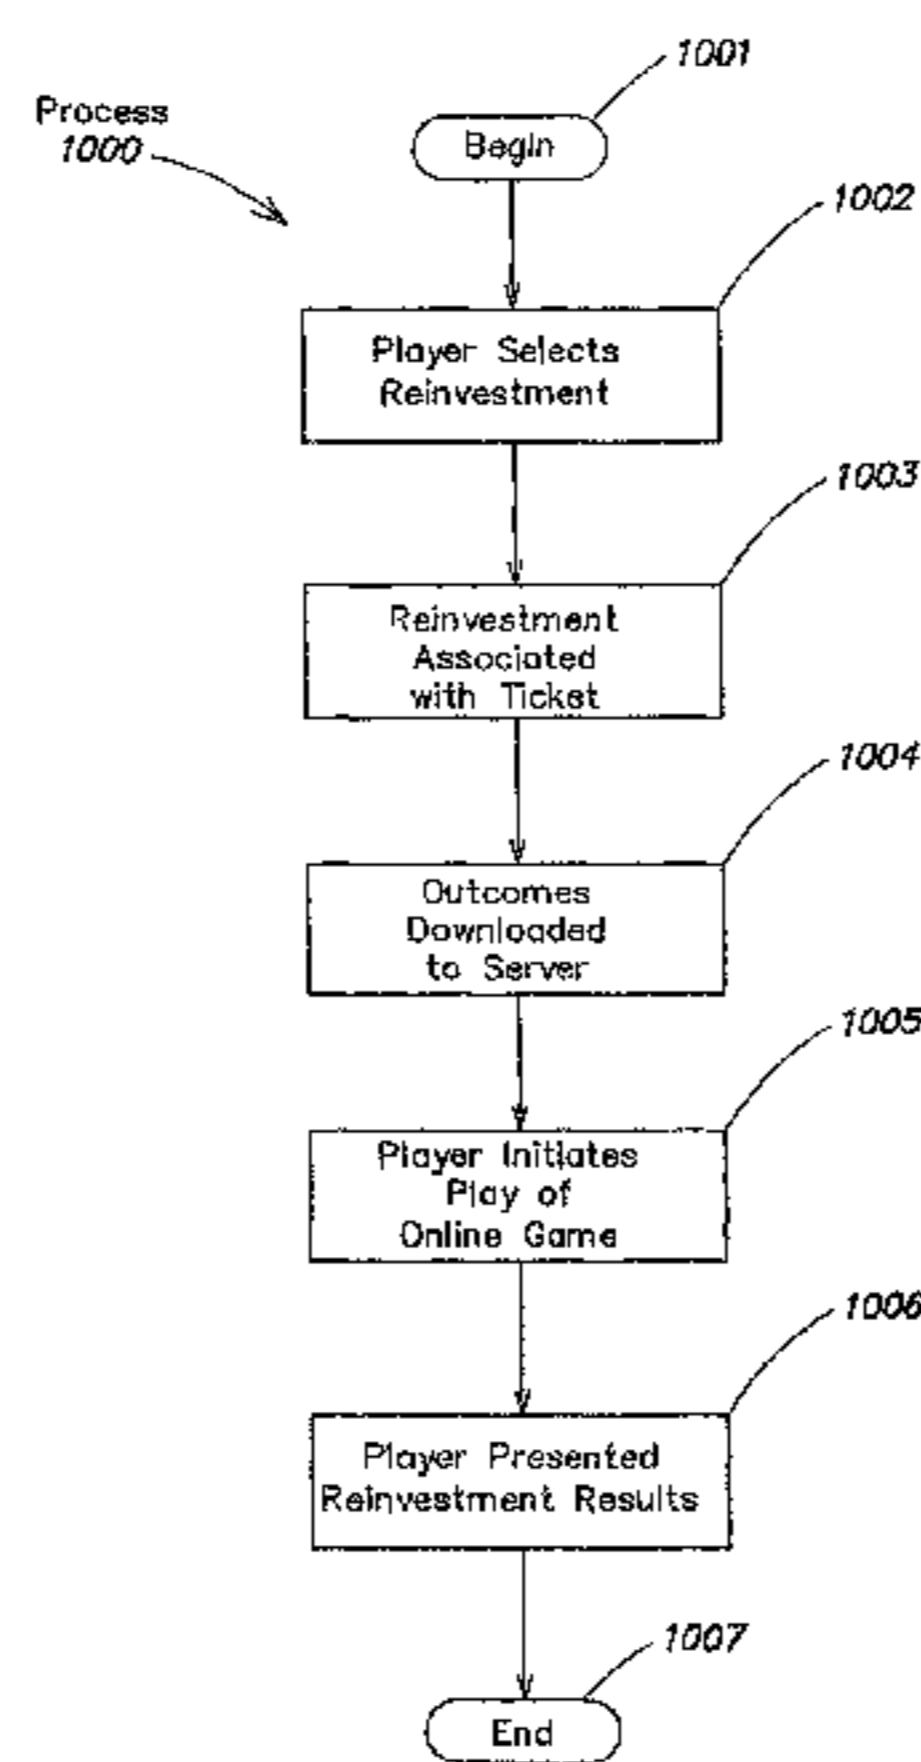 1001
Process
1000
Begin
1002
Player Selects
Reinvestment
1003
Reinvestment
Associated
with Ticket
1004
Outcomes
Downloaded
to Server
1005
Player Initiates
Play of
Online Game
1006
Player Presented
Reinvestment Results
1007
End